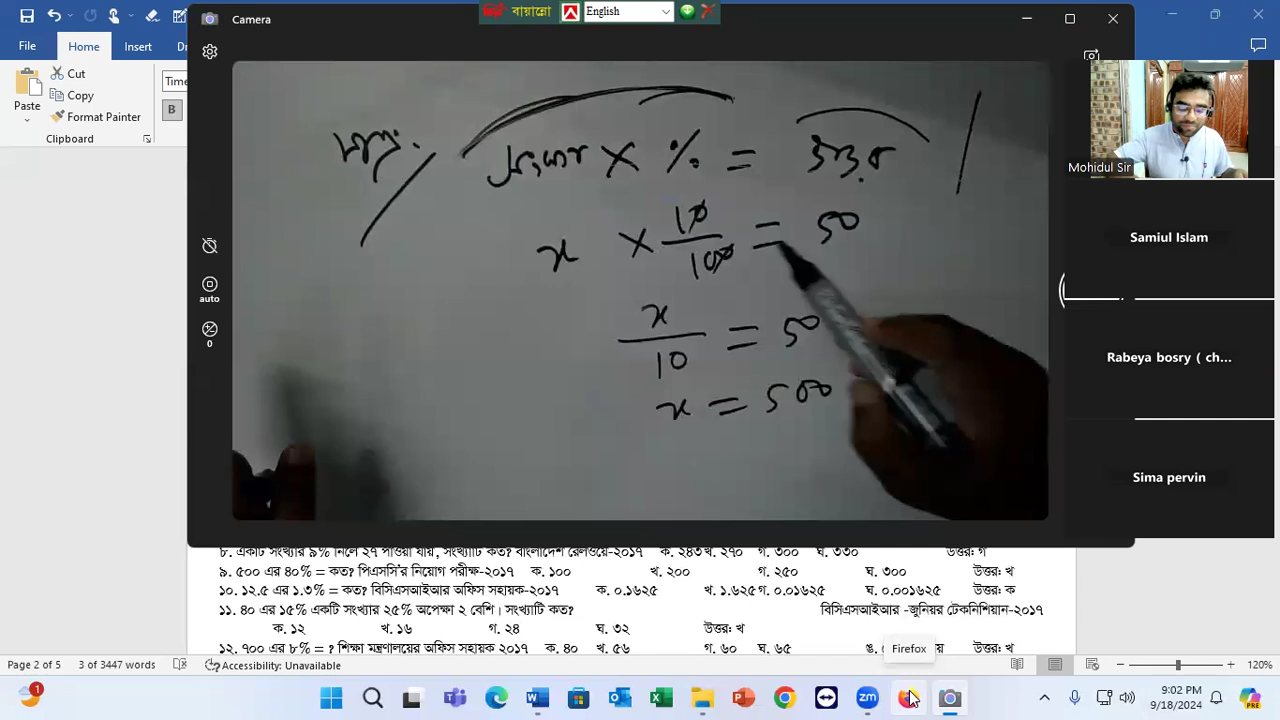 বায়ান্নো
English
Camera
File
Home
Insert
Paste
Cut
Copy
Format Painter
Time
B
Clipboard
auto
0
সংখ্যা × % =
x × 10/100 = 50
x/10 = 50
x = 500
Mohidul Sir
Samiul Islam
Rabeya bosry ( ch...
Sima pervin
৮. একটি সংখ্যার ৯% নিলে ২৭ পাওয়া যায়, সংখ্যাটি কত? বাংলাদেশ রেলওয়ে-২০১৭ ক. ২৪৩ খ. ২৭০ গ. ৩০০ ঘ. ৩৩০ উত্তরঃ গ
৯. ৫০০ এর ৪০% = কত? পিএসসি'র নিয়োগ পরীক্ষ-২০১৭ ক. ১০০ খ. ২০০ গ. ২৫০ ঘ. ৩০০ উত্তরঃ খ
১০. ১২.৫ এর ১.৩% = কত? বিসিএসআইআর অফিস সহায়ক-২০১৭ ক. ০.১৬২৫ খ. ১.৬২৫ গ. ০.০১৬২৫ ঘ. ০.০০১৬২৫ উত্তরঃ ক
১১. ৪০ এর ১৫% একটি সংখ্যার ২৫% অপেক্ষা ২ বেশি। সংখ্যাটি কত? বিসিএসআইআর -জুনিয়র টেকনিশিয়ান-২০১৭
ক. ১২ খ. ১৬ গ. ২৪ ঘ. ৩২ উত্তরঃ খ
১২. ৭০০ এর ৮% = ? শিক্ষা মন্ত্রণালয়ের অফিস সহায়ক ২০১৭ ক. ৪০ খ. ৫৬ গ. ৬০ ঘ. ৬৫ ঙ.
Firefox
Page 2 of 5
3 of 3447 words
Accessibility: Unavailable
120%
1
9:02 PM
9/18/2024